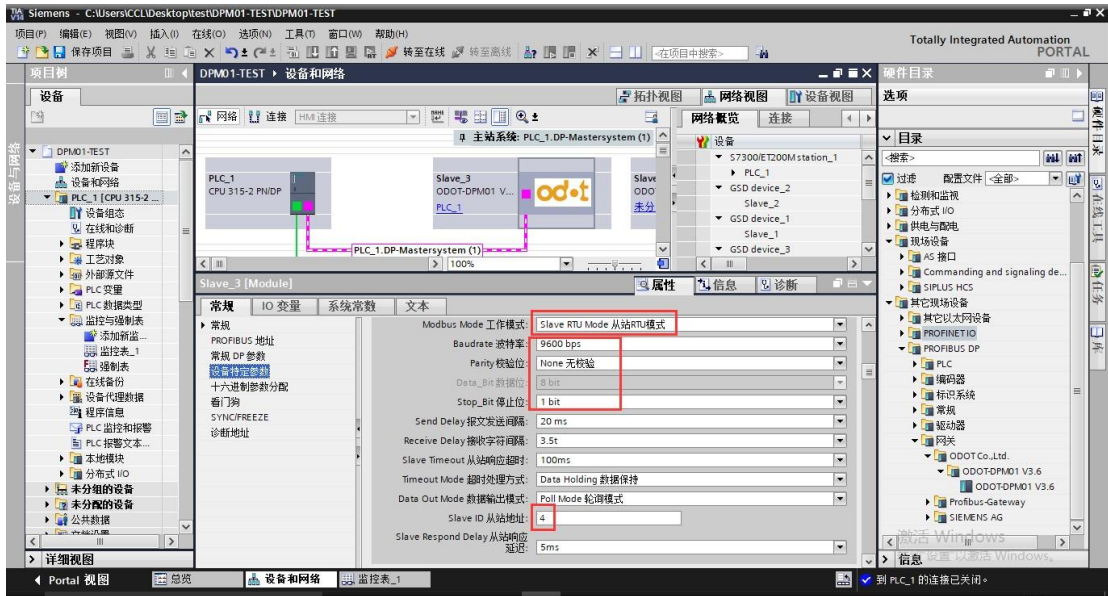 TIA V14 Siemens - C:\Users\CCL\Desktop\test\DPM01-TEST\DPM01-TEST
项目(P) 编辑(E) 视图(V) 插入(I) 在线(O) 选项(N) 工具(T) 窗口(W) 帮助(H)
Totally Integrated Automation
PORTAL
保存项目 转至在线 转至离线 <在项目中搜索>
项目树
设备
DPM01-TEST
添加新设备
设备和网络
PLC_1 [CPU 315-2 ...
设备组态
在线和诊断
程序块
工艺对象
外部源文件
PLC 变量
PLC 数据类型
监控与强制表
添加新监...
监控表_1
强制表
在线备份
设备代理数据
程序信息
PLC 监控和报警
PLC 报警文本...
本地模块
分布式 I/O
未分组的设备
未分配的设备
公共数据
详细视图
设备与网络
DPM01-TEST ▸ 设备和网络
拓扑视图 网络视图 设备视图
网络 连接 HMI 连接
主站系统: PLC_1.DP-Mastersystem (1)
PLC_1
CPU 315-2 PN/DP
Slave_3
ODOT-DPM01 V...
PLC_1
odot
Slave
ODO
未分
PLC_1.DP-Mastersystem (1)
100%
网络概览 连接
设备
S7300/ET200M station_1
PLC_1
GSD device_2
Slave_2
GSD device_1
Slave_1
GSD device_3
Slave_3 [Module]
属性 信息 诊断
常规 IO 变量 系统常数 文本
常规
PROFIBUS 地址
常规 DP 参数
设备特定参数
十六进制参数分配
看门狗
SYNC/FREEZE
诊断地址
Modbus Mode 工作模式: Slave RTU Mode 从站RTU模式
Baudrate 波特率: 9600 bps
Parity 校验位: None 无校验
Data_Bit 数据位: 8 bit
Stop_Bit 停止位: 1 bit
Send Delay 报文发送间隔: 20 ms
Receive Delay 接收字符间隔: 3.5t
Slave Timeout 从站响应超时: 100ms
Timeout Mode 超时处理方式: Data Holding 数据保持
Data Out Mode 数据输出模式: Poll Mode 轮询模式
Slave ID 从站地址: 4
Slave Respond Delay 从站响应
延迟: 5ms
硬件目录
选项
目录
<搜索>
过滤 配置文件 <全部>
检测和监视
分布式 I/O
供电与配电
现场设备
AS 接口
Commanding and signaling de...
SIPLUS HCS
其它现场设备
其它以太网设备
PROFINET IO
PROFIBUS DP
PLC
编码器
标识系统
常规
驱动器
网关
ODOT Co.,Ltd.
ODOT-DPM01 V3.6
ODOT-DPM01 V3.6
Profibus-Gateway
SIEMENS AG
信息
激活 Windows
硬件目录
在线工具
任务
库
Portal 视图 总览 设备和网络 监控表_1
到 PLC_1 的连接已关闭。